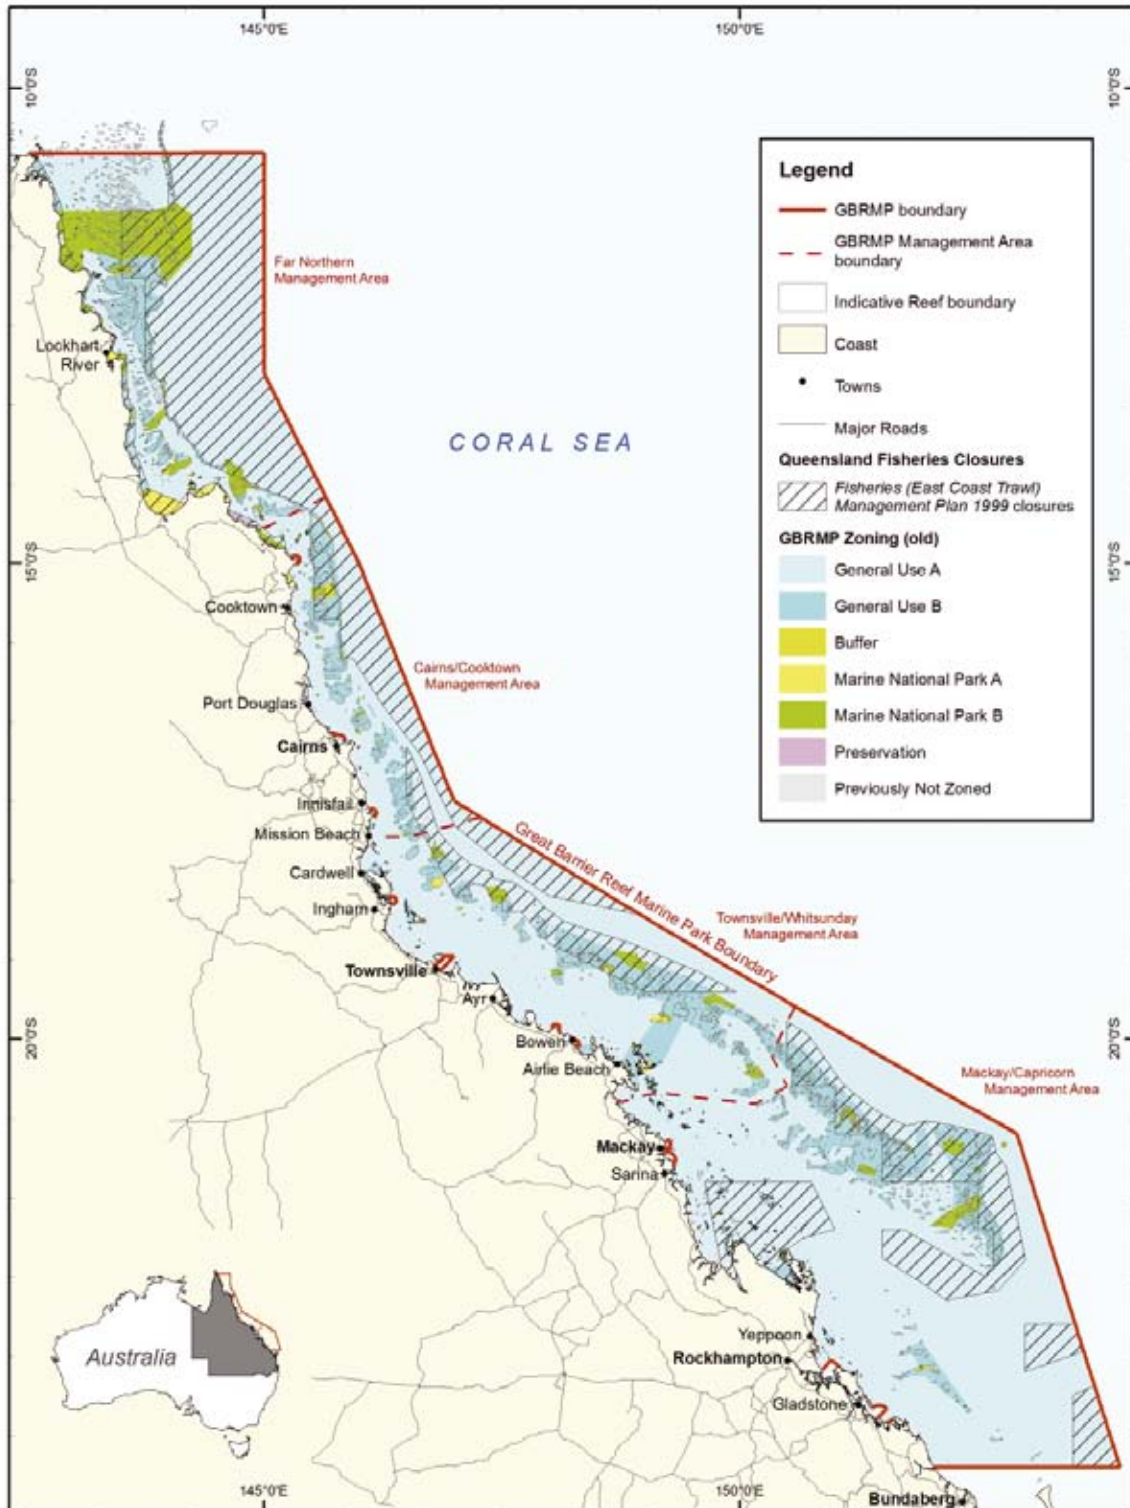 145°0'E
150°0'E
10°0'S
10°0'S
Legend
GBRMP boundary
GBRMP Management Area
boundary
Indicative Reef boundary
Coast
Towns
Major Roads
Queensland Fisheries Closures
Fisheries (East Coast Trawl)
Management Plan 1999 closures
GBRMP Zoning (old)
General Use A
General Use B
Buffer
Marine National Park A
Marine National Park B
Preservation
Previously Not Zoned
Far Northern
Management Area
Lockhart
River
CORAL SEA
15°0'S
15°0'S
Cooktown
Cairns/Cooktown
Management Area
Port Douglas
Cairns
Innisfail
Mission Beach
Cardwell
Ingham
Great Barrier Reef Marine Park Boundary
Townsville/Whitsunday
Management Area
Townsville
Ayr
20°0'S
20°0'S
Bowen
Airlie Beach
Mackay/Capricorn
Management Area
Mackay
Sarina
Australia
Yeppoon
Rockhampton
Gladstone
145°0'E
150°0'E
Bundaberg